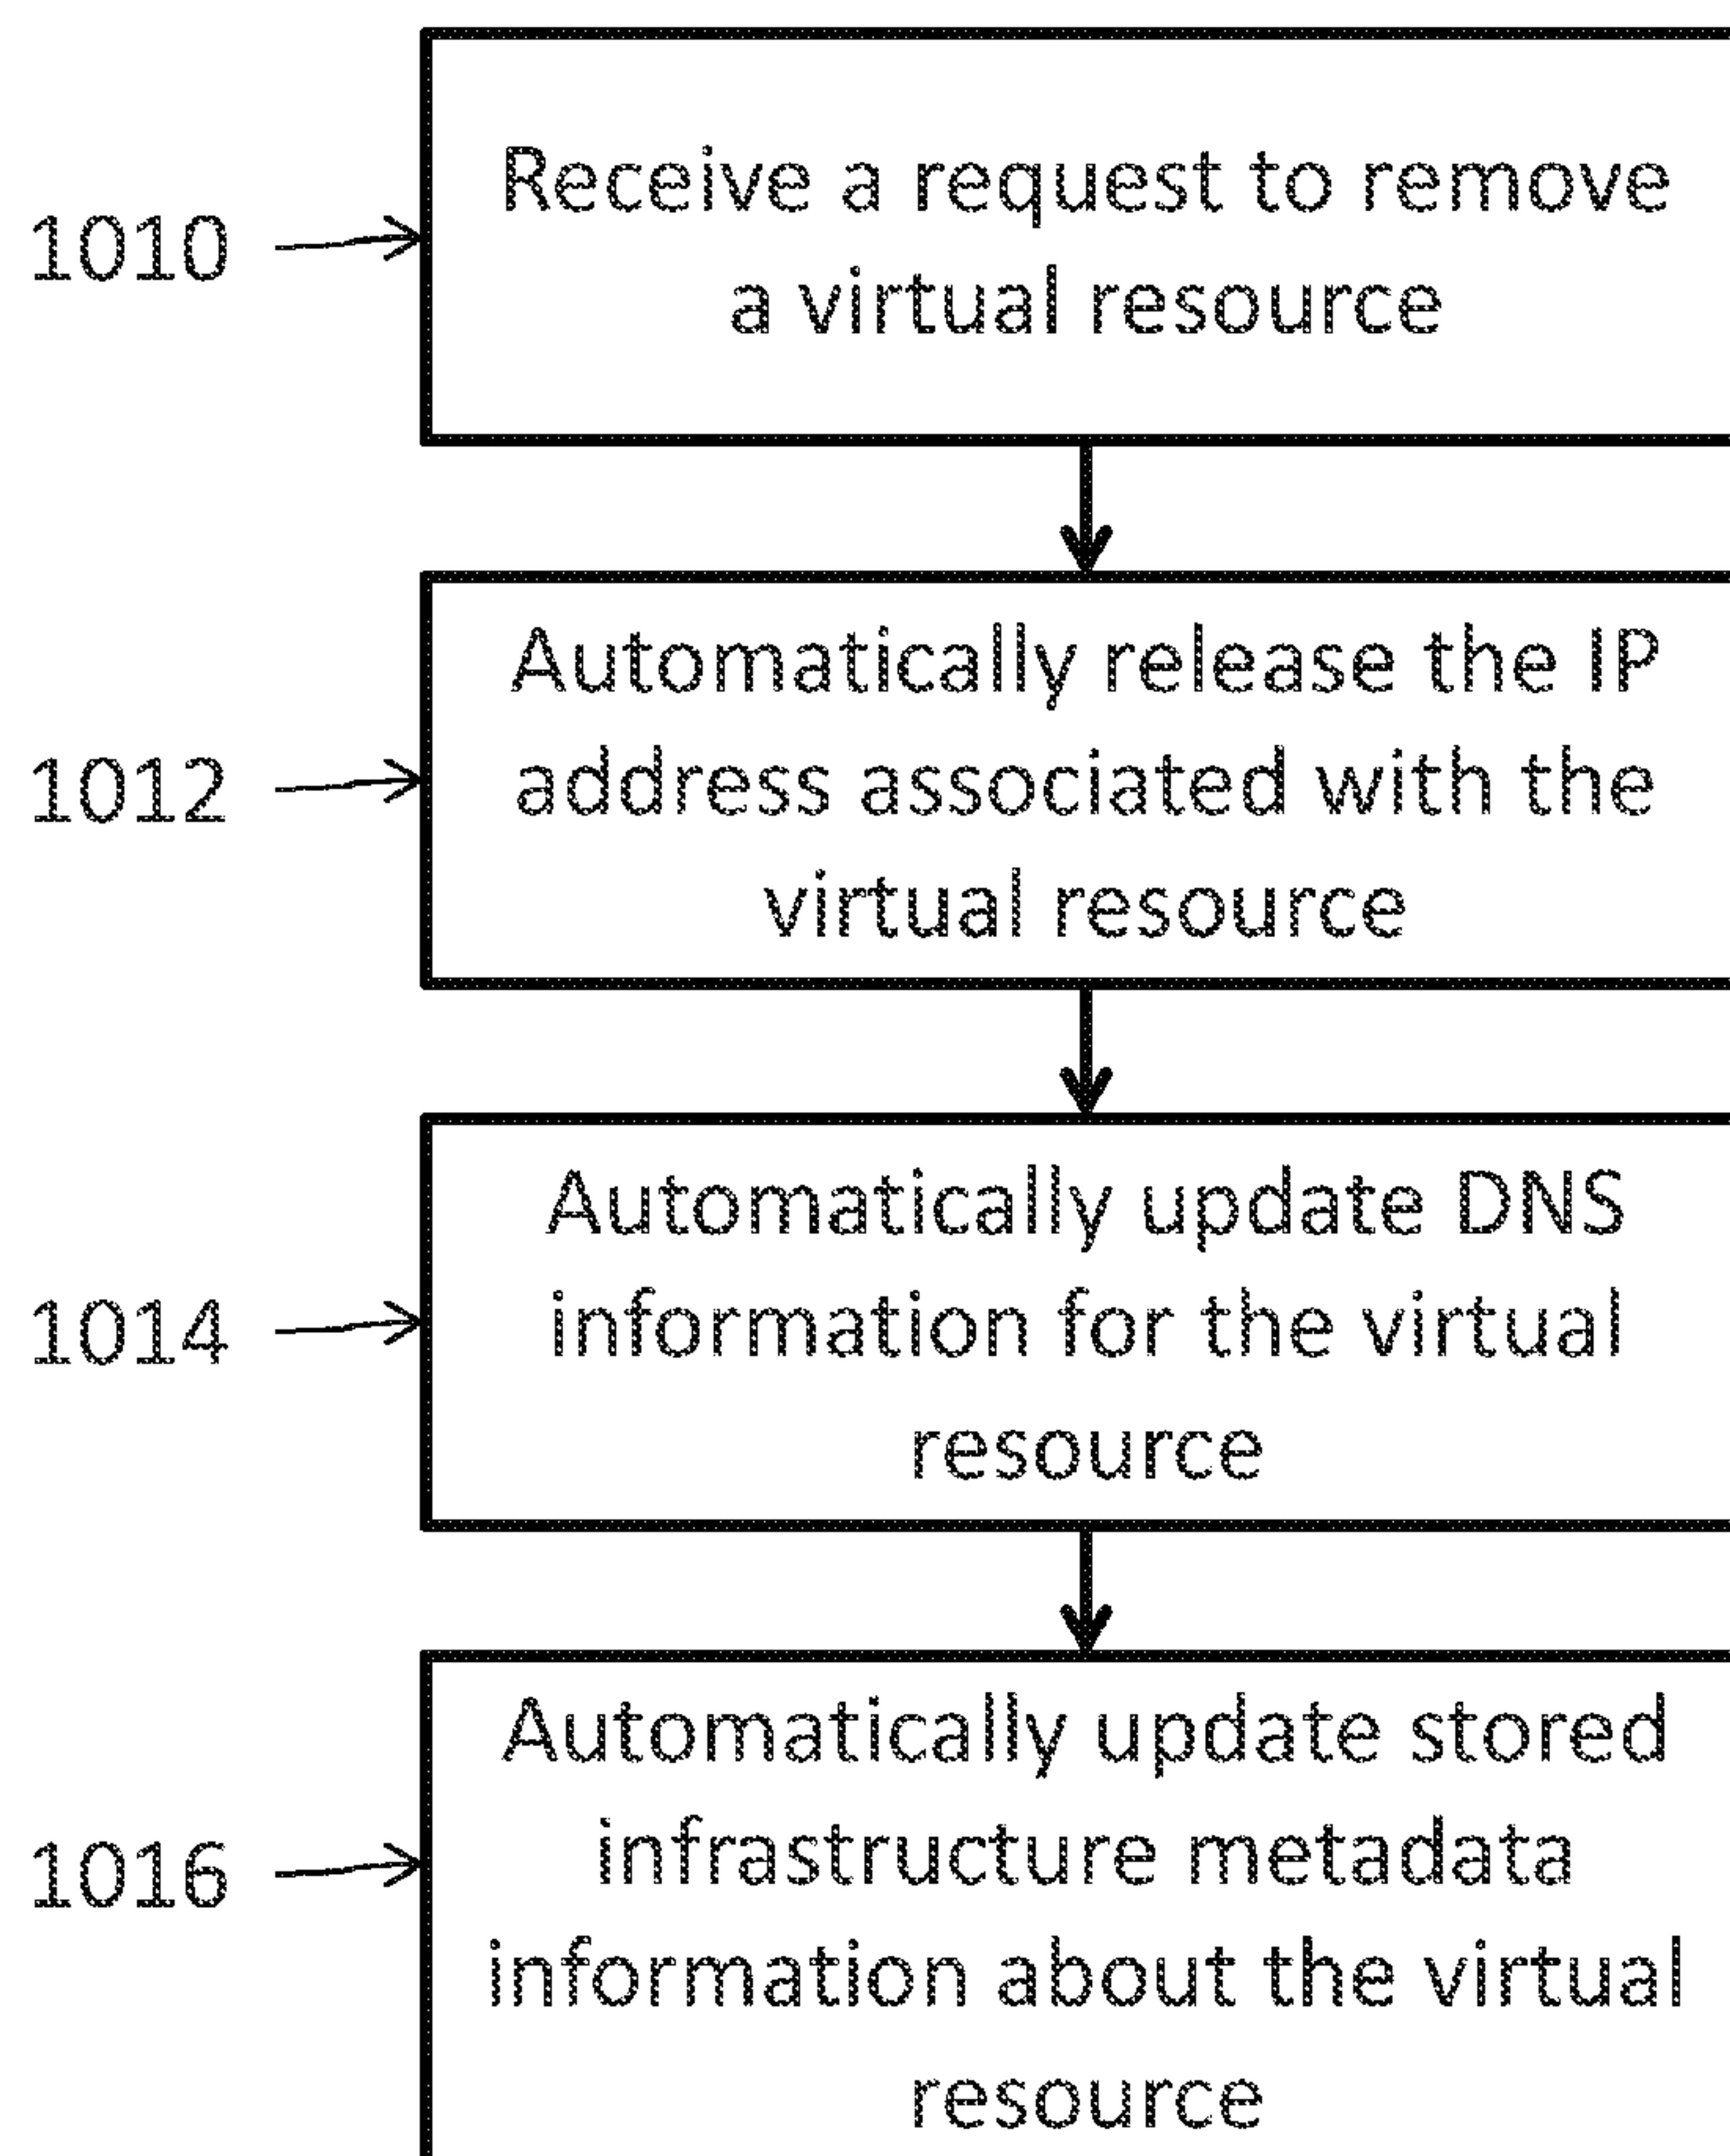 1010
Receive a request to remove
a virtual resource
1012
Automatically release the IP
address associated with the
virtual resource
1014
Automatically update DNS
information for the virtual
resource
1016
Automatically update stored
infrastructure metadata
information about the virtual
resource